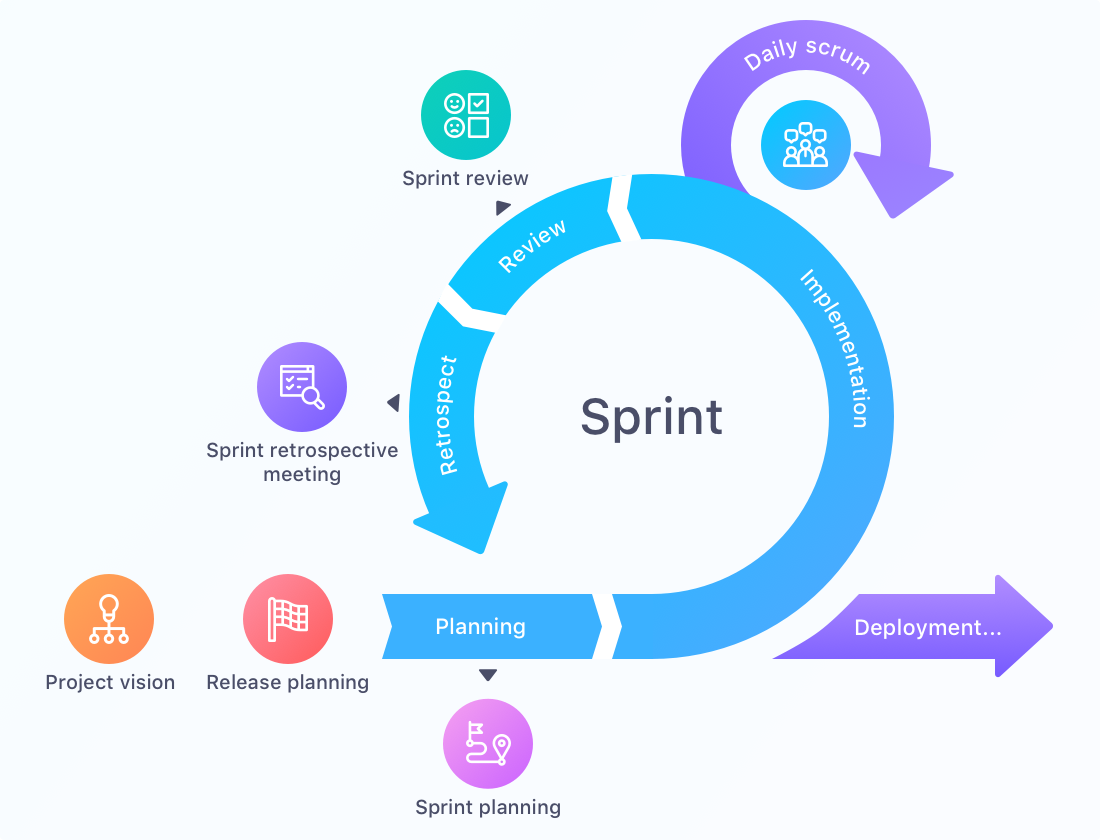 Daily scrum
Sprint review
Review
Implementation
Retrospect
Sprint
Sprint retrospective
meeting
Planning
Deployment...
Project vision
Release planning
Sprint planning